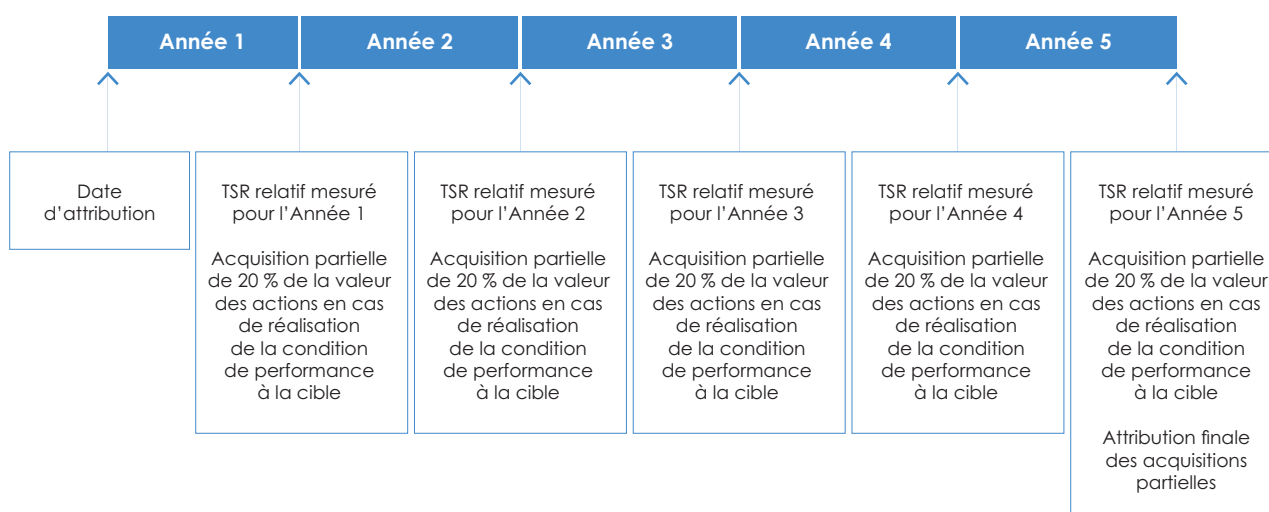 Année 1
Année 2
Année 3
Année 4
Année 5
Date
d’attribution
TSR relatif mesuré
pour l’Année 1
Acquisition partielle
de 20 % de la valeur
des actions en cas
de réalisation
de la condition
de performance
à la cible
TSR relatif mesuré
pour l’Année 2
Acquisition partielle
de 20 % de la valeur
des actions en cas
de réalisation
de la condition
de performance
à la cible
TSR relatif mesuré
pour l’Année 3
Acquisition partielle
de 20 % de la valeur
des actions en cas
de réalisation
de la condition
de performance
à la cible
TSR relatif mesuré
pour l’Année 4
Acquisition partielle
de 20 % de la valeur
des actions en cas
de réalisation
de la condition
de performance
à la cible
TSR relatif mesuré
pour l’Année 5
Acquisition partielle
de 20 % de la valeur
des actions en cas
de réalisation
de la condition
de performance
à la cible
Attribution finale
des acquisitions
partielles